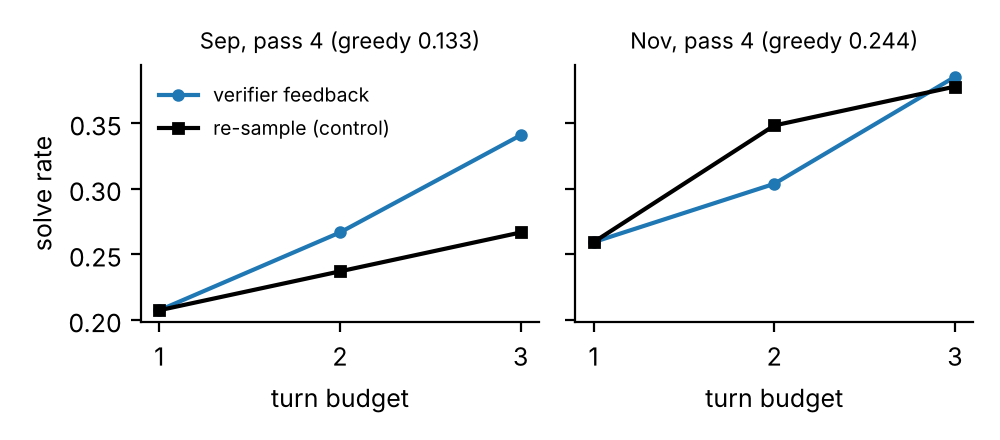 Sep, pass 4 (greedy 0.133)
verifier feedback
re-sample (control)
solve rate
0.35
0.30
0.25
0.20
1
2
3
turn budget
Nov, pass 4 (greedy 0.244)
1
2
3
turn budget